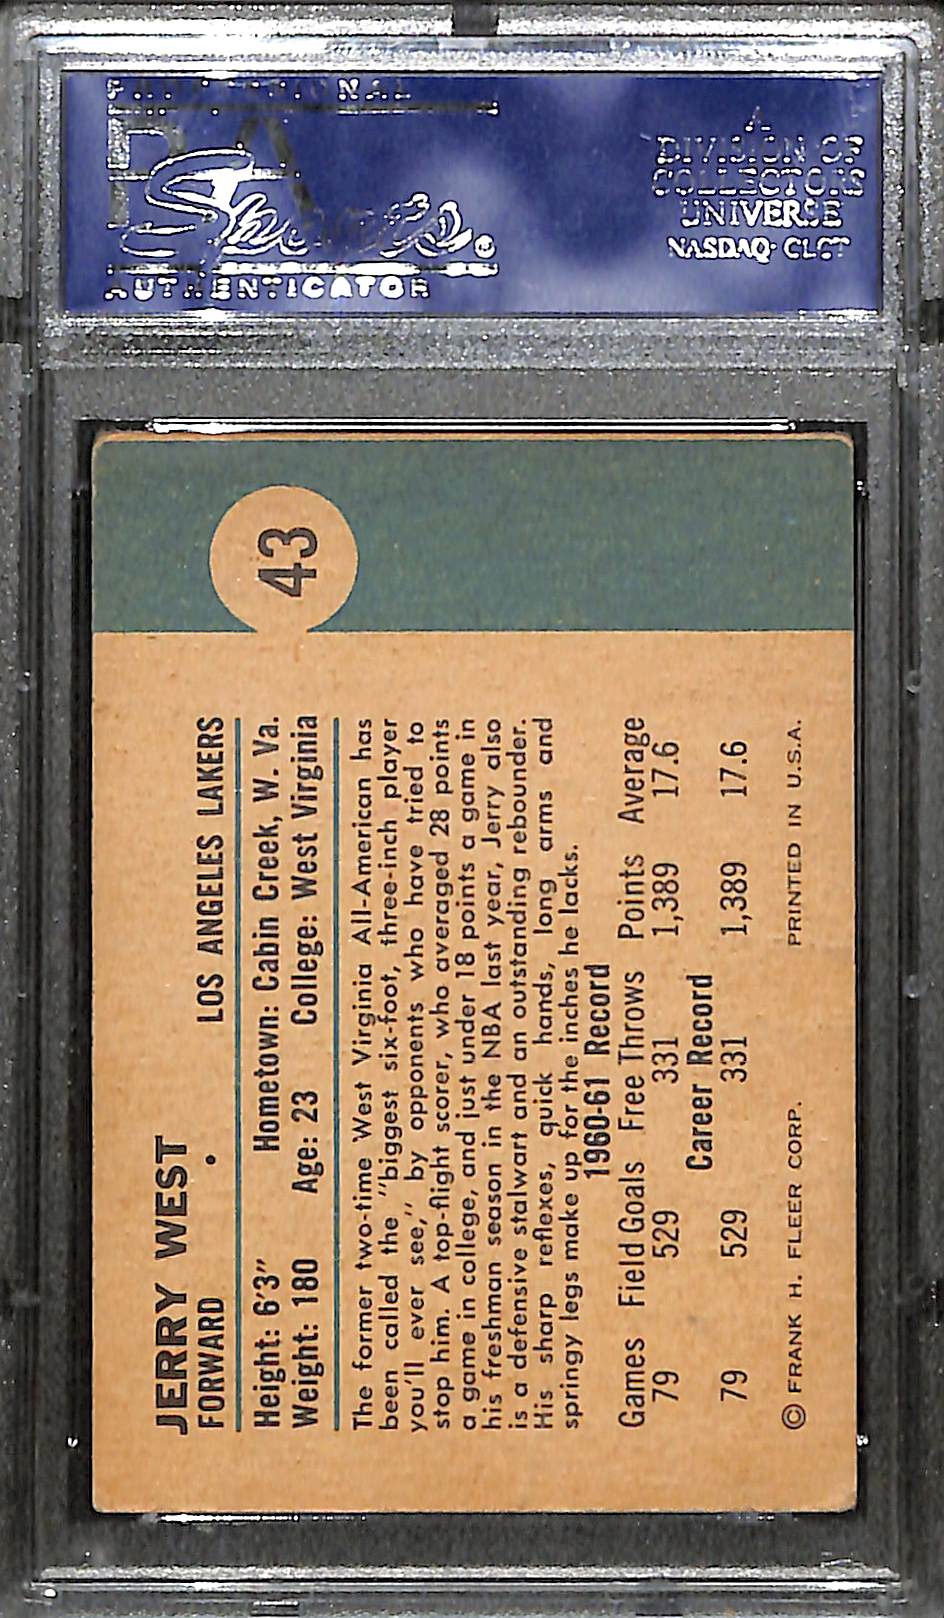 PROFESSIONAL
PSA
Sports
AUTHENTICATOR
A
DIVISION OF
COLLECTORS
UNIVERSE
NASDAQ: CLCT
43
JERRY WEST
FORWARD • LOS ANGELES LAKERS
Height: 6'3" Hometown: Cabin Creek, W. Va.
Weight: 180 Age: 23 College: West Virginia
The former two-time West Virginia All-American has
been called the "biggest six-foot, three-inch player
you'll ever see," by opponents who have tried to
stop him. A top-flight scorer, who averaged 28 points
a game in college, and just under 18 points a game in
his freshman season in the NBA last year, Jerry also
is a defensive stalwart and an outstanding rebounder.
His sharp reflexes, quick hands, long arms and
springy legs make up for the inches he lacks.
1960-61 Record
Games Field Goals Free Throws Points Average
79 529 331 1,389 17.6
Career Record
79 529 331 1,389 17.6
© FRANK H. FLEER CORP. PRINTED IN U.S.A.